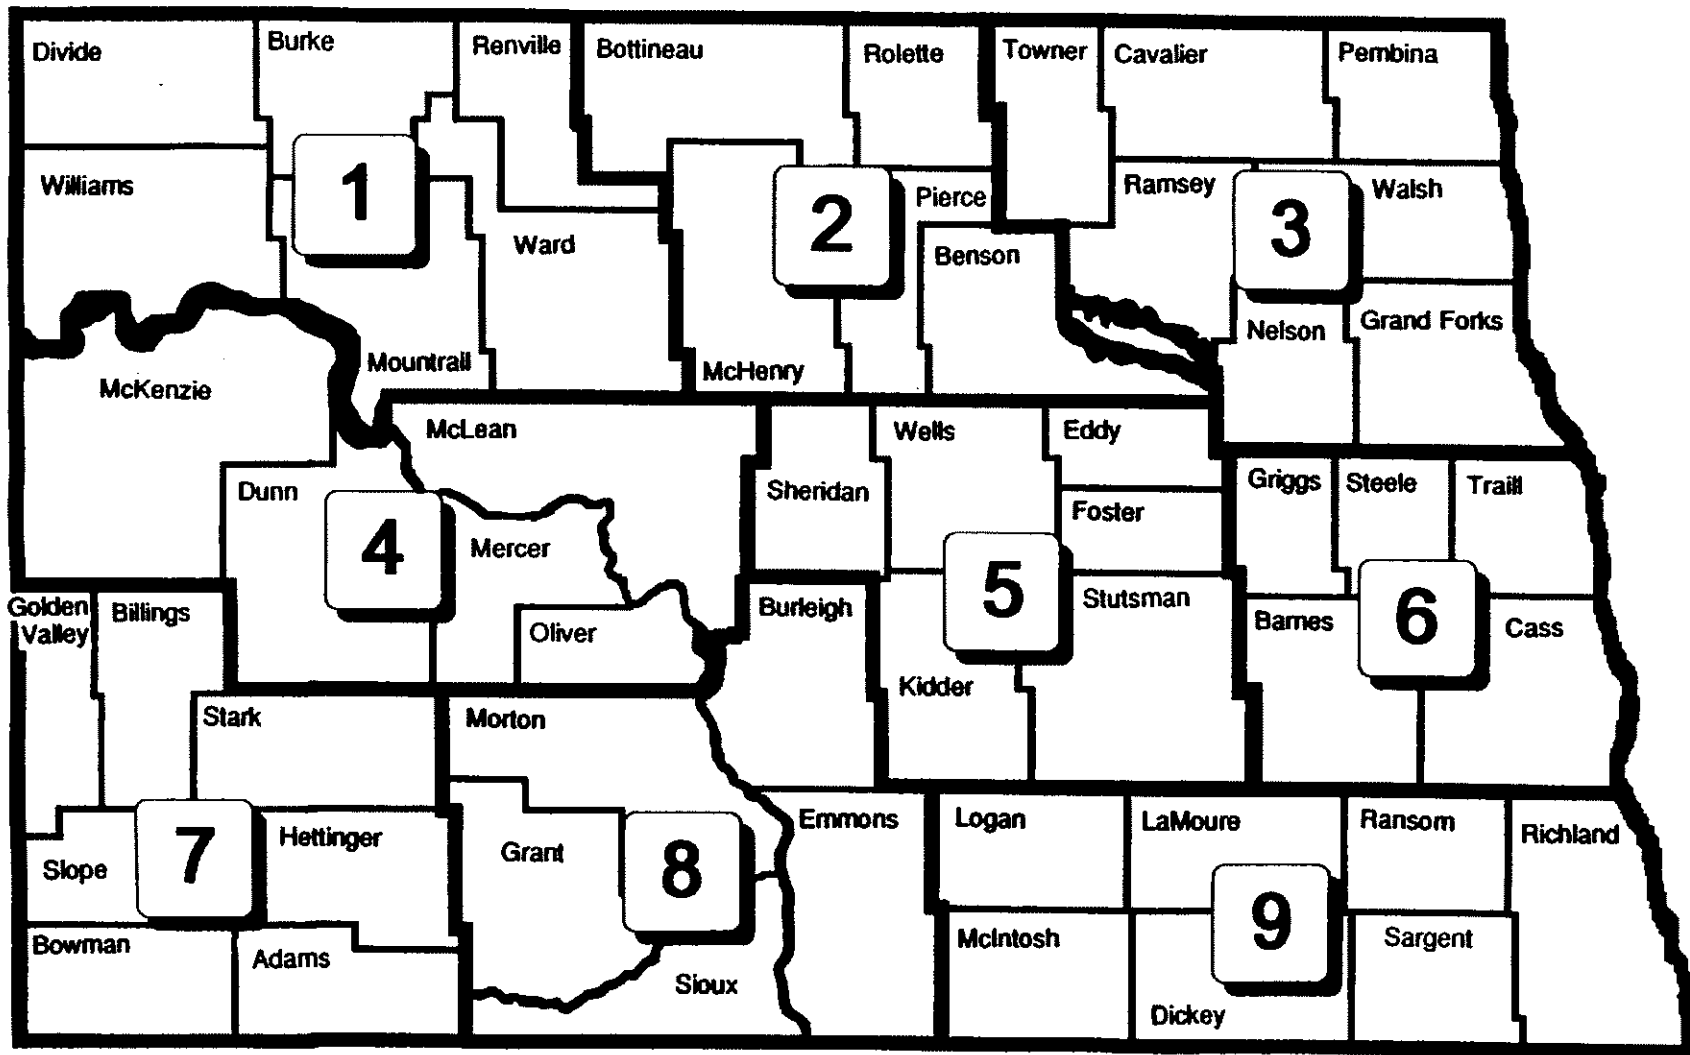 Divide
Burke
Renville
Bottineau
Rolette
Towner
Cavalier
Pembina
Williams
1
2
Pierce
Ramsey
3
Walsh
Ward
Benson
McKenzie
Mountrail
McHenry
Nelson
Grand Forks
McLean
Wells
Eddy
Dunn
Sheridan
Griggs
Steele
Traill
4
Mercer
Foster
5
Golden
Valley
Billings
Oliver
Burleigh
Stutsman
Barnes
6
Cass
Kidder
Stark
Morton
7
Hettinger
Slope
Grant
8
Emmons
Logan
LaMoure
Ransom
Richland
Bowman
Adams
Sioux
McIntosh
9
Sargent
Dickey